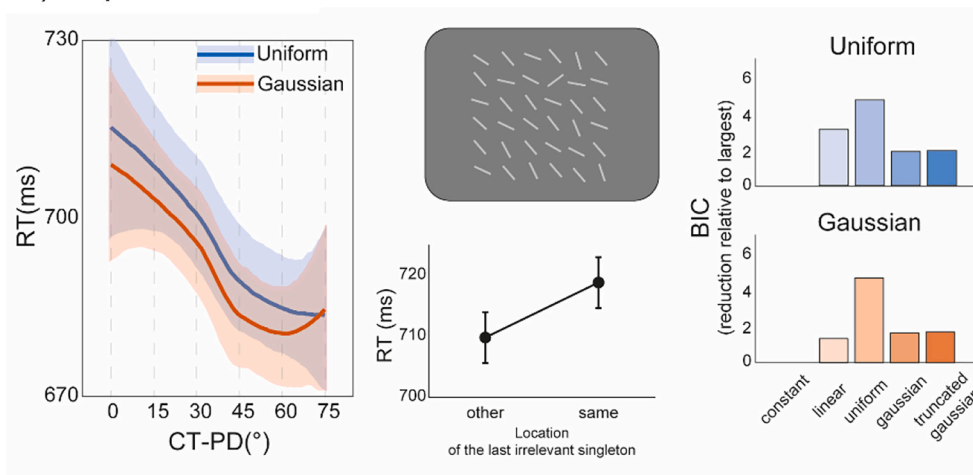 730
700
670
RT(ms)
Uniform
Gaussian
0 15 30 45 60 75
CT-PD(°)
720
710
700
RT (ms)
other same
Location
of the last irrelevant singleton
BIC
(reduction relative to largest)
Uniform
6
4
2
0
Gaussian
6
4
2
0
constant
linear
uniform
gaussian
truncated
gaussian